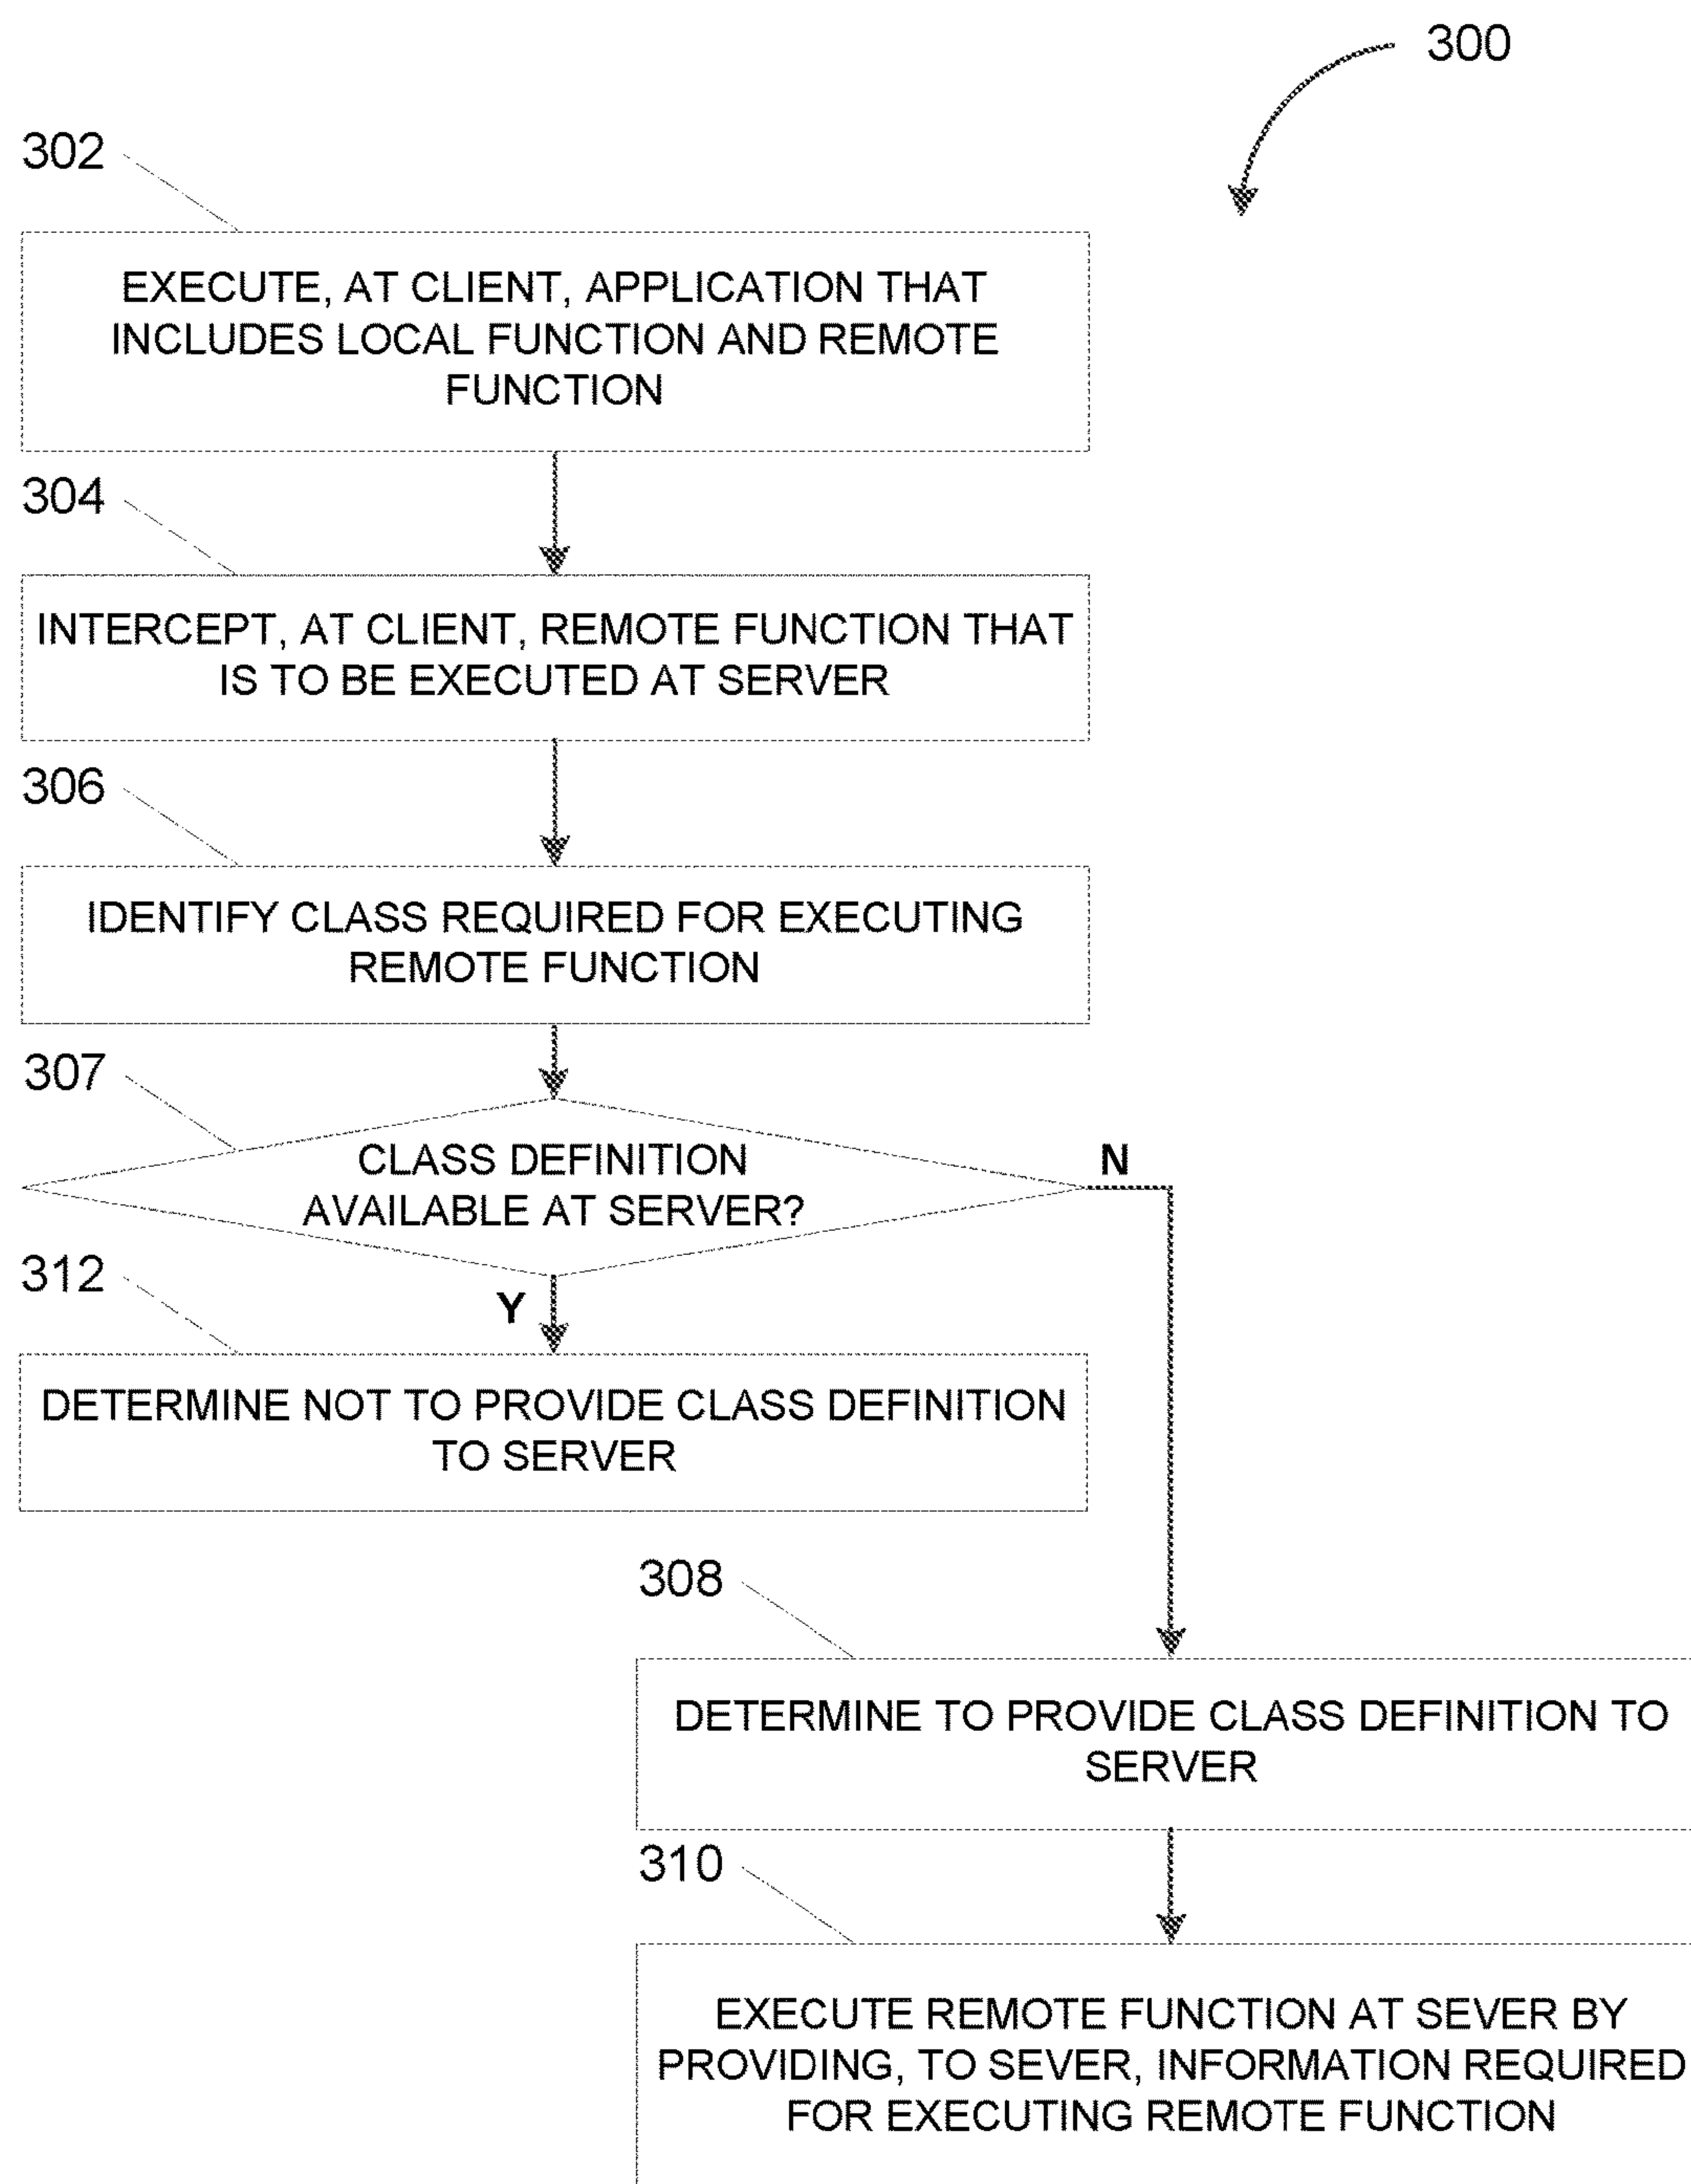 300
302
EXECUTE, AT CLIENT, APPLICATION THAT
INCLUDES LOCAL FUNCTION AND REMOTE
FUNCTION
304
INTERCEPT, AT CLIENT, REMOTE FUNCTION THAT
IS TO BE EXECUTED AT SERVER
306
IDENTIFY CLASS REQUIRED FOR EXECUTING
REMOTE FUNCTION
307
CLASS DEFINITION
AVAILABLE AT SERVER?
N
Y
312
DETERMINE NOT TO PROVIDE CLASS DEFINITION
TO SERVER
308
DETERMINE TO PROVIDE CLASS DEFINITION TO
SERVER
310
EXECUTE REMOTE FUNCTION AT SEVER BY
PROVIDING, TO SEVER, INFORMATION REQUIRED
FOR EXECUTING REMOTE FUNCTION